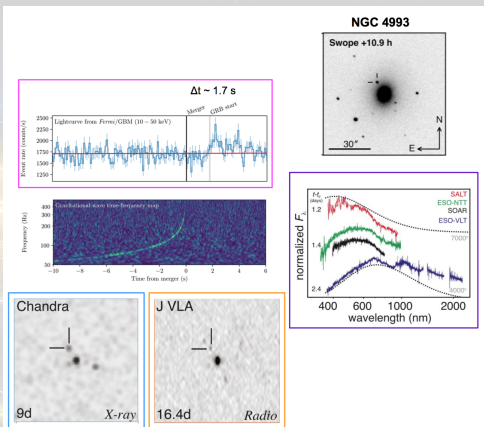 NGC 4993
Swope +10.9 h
30"
N
E
Δt ~ 1.7 s
Merger
GRB start
Lightcurve from Fermi/GBM (10 – 50 keV)
Event rate (counts/s)
2500
2250
2000
1750
1500
1250
Gravitational-wave time-frequency map
Frequency (Hz)
400
300
200
100
50
−10 −8 −6 −4 −2 0 2 4 6
Time from merger (s)
t-t₀
(days)
1.2
1.4
2.4
SALT
ESO-NTT
SOAR
ESO-VLT
7000°
4000°
normalized Fλ
400 600 1000 2000
wavelength (nm)
Chandra
9d
X-ray
J VLA
16.4d
Radio